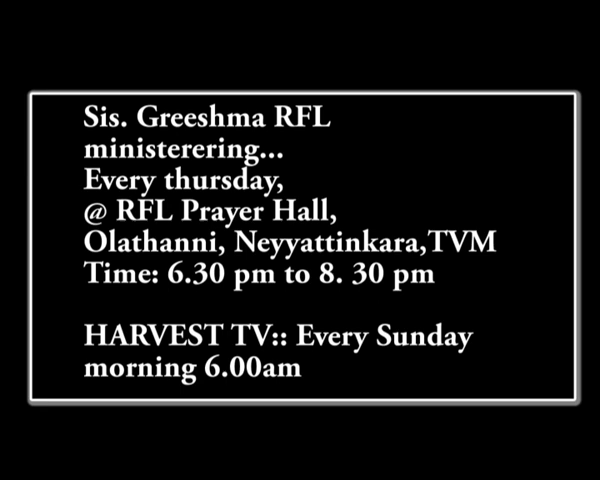 Sis. Greeshma RFL
ministerering...
Every thursday,
@ RFL Prayer Hall,
Olathanni, Neyyattinkara,TVM
Time: 6.30 pm to 8. 30 pm
HARVEST TV:: Every Sunday
morning 6.00am